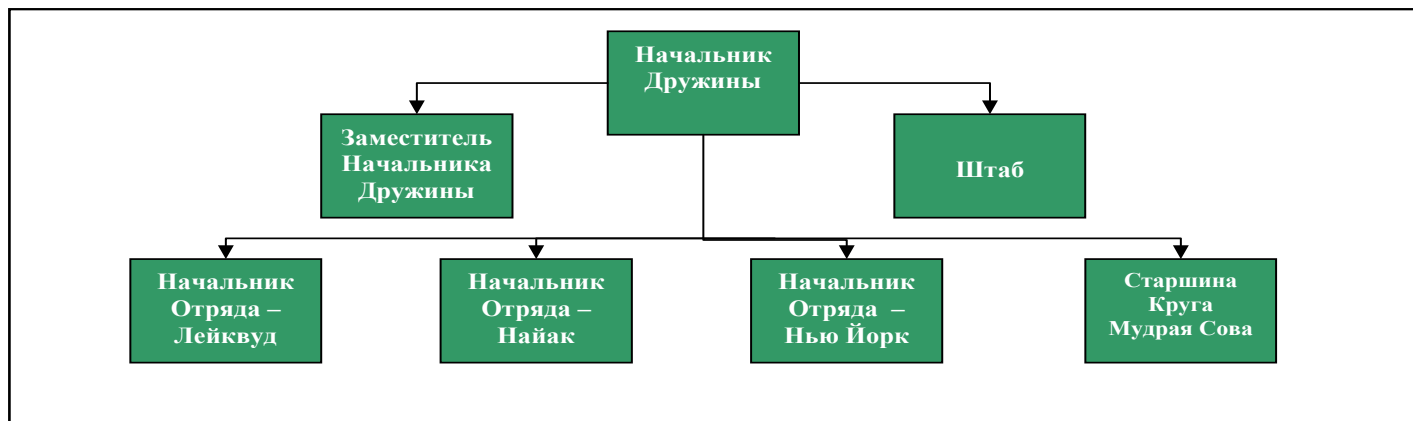 Начальник
Дружины
Заместитель
Начальника
Дружины
Штаб
Начальник
Отряда –
Лейквуд
Начальник
Отряда –
Найак
Начальник
Отряда –
Нью Йорк
Старшина
Круга
Мудрая Сова